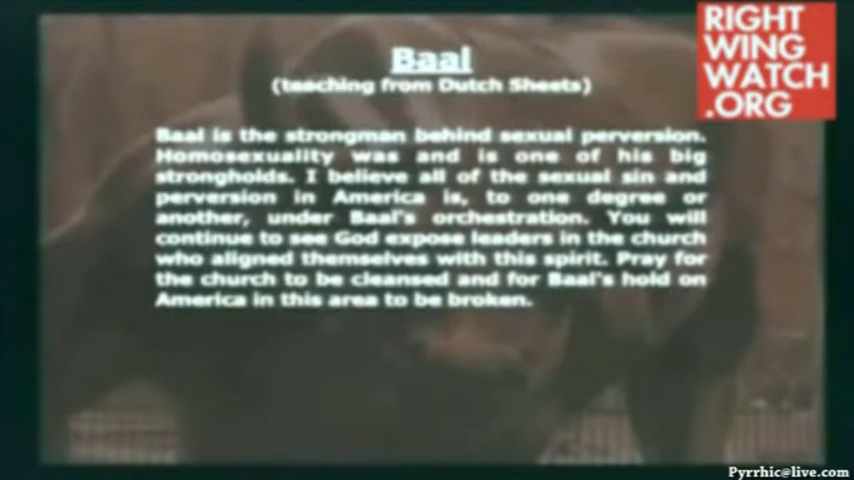 RIGHT
WING
WATCH
.ORG
Baal
(teaching from Dutch Sheets)
Baal is the strongman behind sexual perversion.
Homosexuality was and is one of his big
strongholds. I believe all of the sexual sin and
perversion in America is, to one degree or
another, under Baal's orchestration. You will
continue to see God expose leaders in the church
who aligned themselves with this spirit. Pray for
the church to be cleansed and for Baal's hold on
America in this area to be broken.
Pyrrhic@live.com